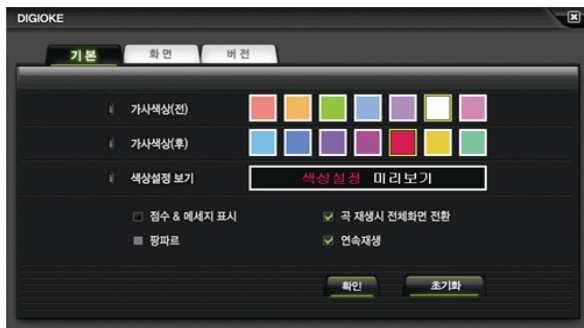 DIGIOKE
기본 화면 버전
가사색상(전)
가사색상(후)
색상설정 보기 색상설정 미리보기
점수 & 메세지 표시 곡 재생시 전체화면 전환
팡파르 연속재생
확인 초기화